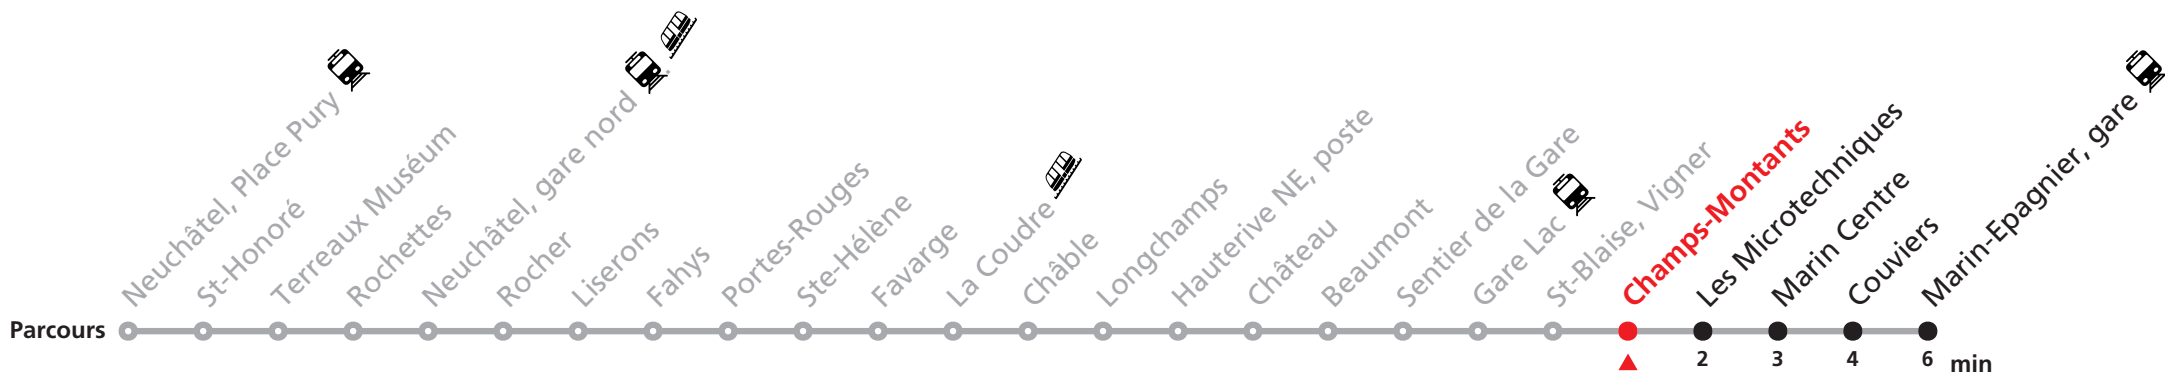 Parcours
Neuchâtel, Place Pury
St-Honoré
Terreaux Muséum
Rochettes
Neuchâtel, gare nord
Rocher
Liserons
Fahys
Portes-Rouges
Ste-Hélène
Favarge
La Coudre
Châble
Longchamps
Hauterive NE, poste
Château
Beaumont
Sentier de la Gare
Gare Lac
St-Blaise, Vigner
Champs-Montants
Les Microtechniques
Marin Centre
Couviers
Marin-Epagnier, gare
2 3 4 6 min